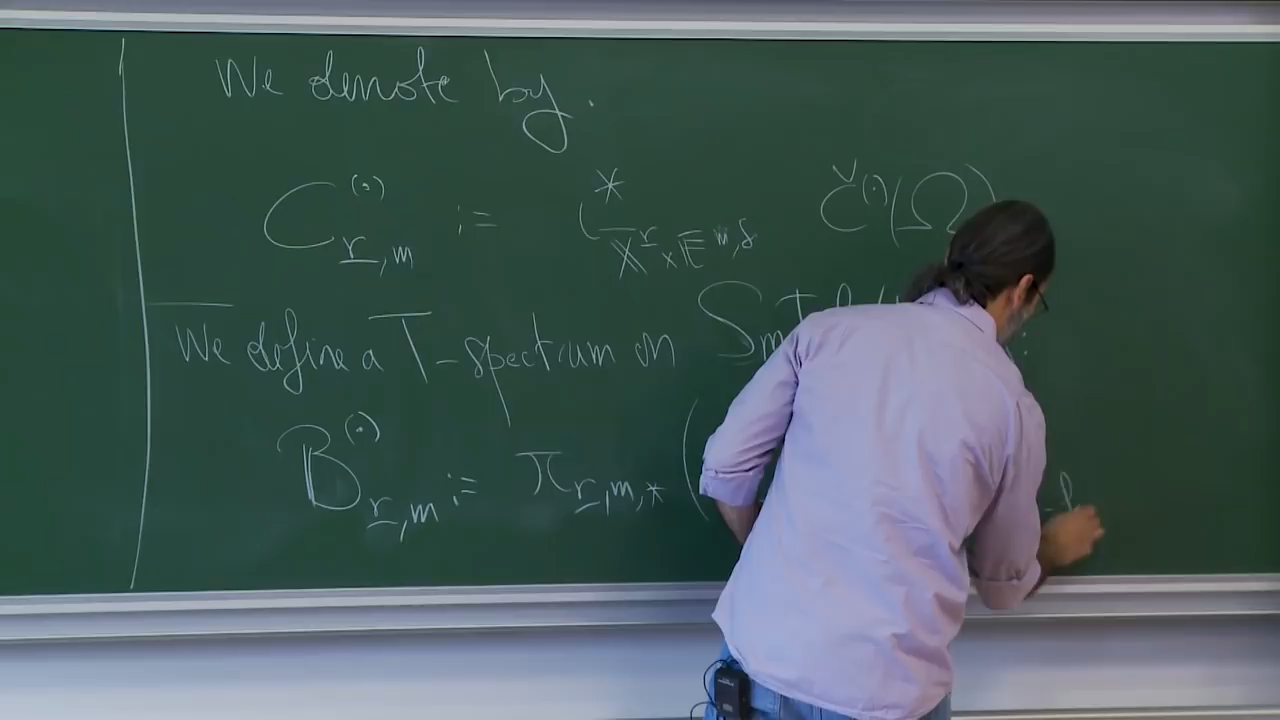 We denote by.
C^{(·)}_{r,m} := ι^*_{𝕏^r × 𝔼^{m,δ}} Č^{(·)}(Ω)
We define a T-spectrum on Sm
B^{(·)}_{r,m} := π_{r,m,*} (